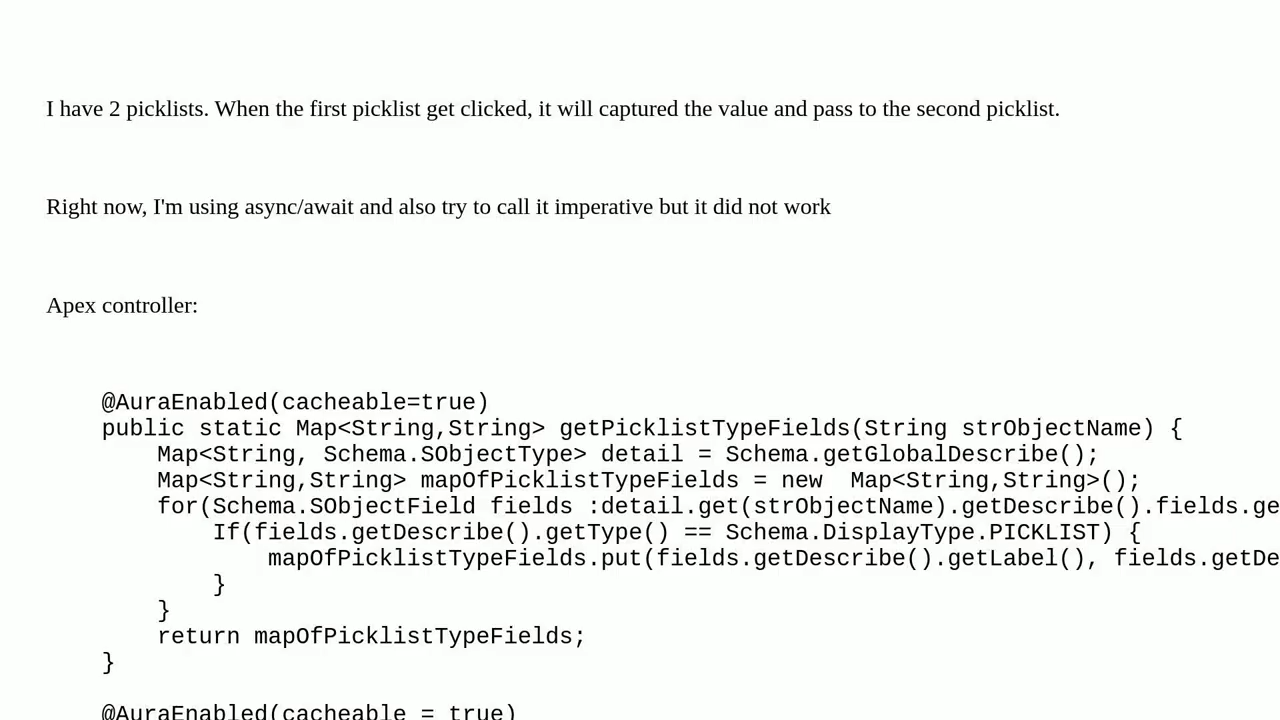 I have 2 picklists. When the first picklist get clicked, it will captured the value and pass to the second picklist.
Right now, I'm using async/await and also try to call it imperative but it did not work
Apex controller:
@AuraEnabled(cacheable=true)
public static Map<String,String> getPicklistTypeFields(String strObjectName) {
Map<String, Schema.SObjectType> detail = Schema.getGlobalDescribe();
Map<String,String> mapOfPicklistTypeFields = new  Map<String,String>();
for(Schema.SObjectField fields :detail.get(strObjectName).getDescribe().fields.ge
If(fields.getDescribe().getType() == Schema.DisplayType.PICKLIST) {
mapOfPicklistTypeFields.put(fields.getDescribe().getLabel(), fields.getDe
}
}
return mapOfPicklistTypeFields;
}
@AuraEnabled(cacheable = true)